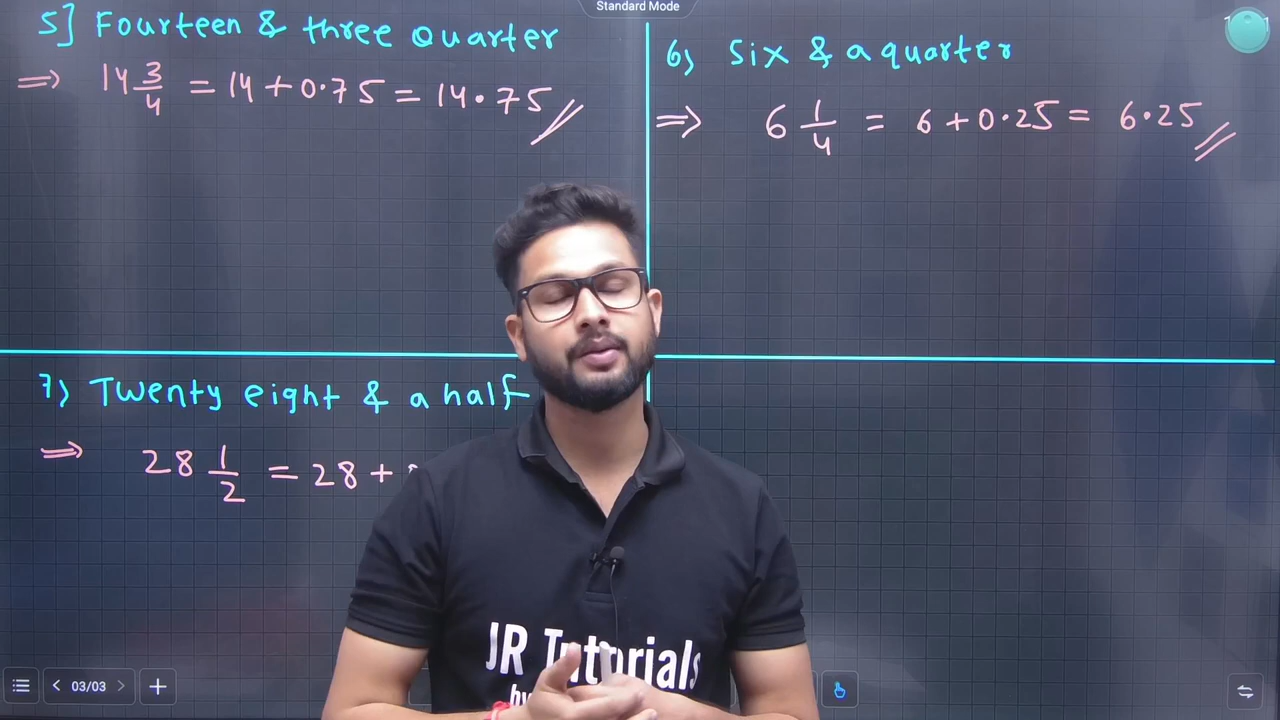 Standard Mode
5] Fourteen & three Quarter
⇒ 14 3/4 = 14 + 0.75 = 14.75
6) Six & a quarter
⇒ 6 1/4 = 6 + 0.25 = 6.25
7) Twenty eight & a half
⇒ 28 1/2 = 28 +
JR Tutorials
by
03/03